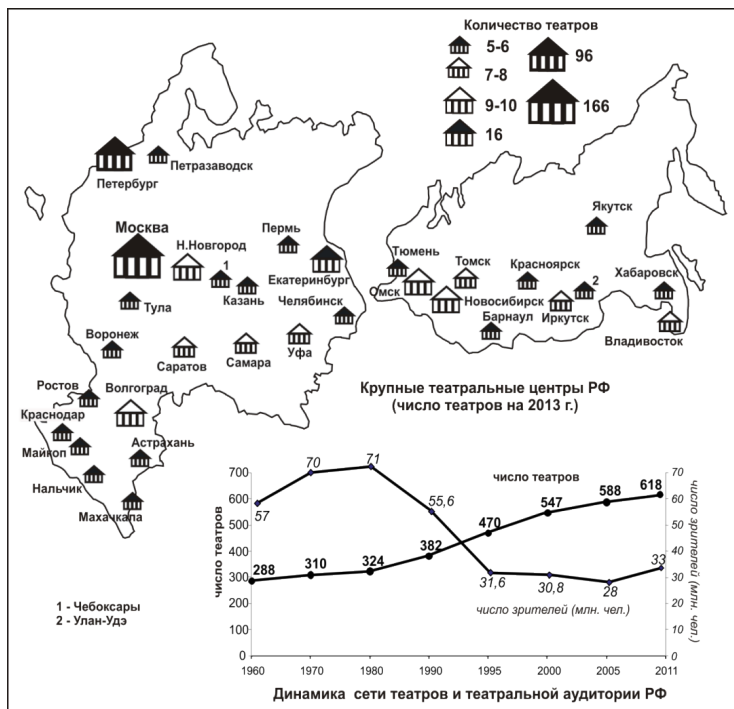 Количество театров
5-6
7-8
9-10
16
96
166
Петербург
Петразаводск
Москва
Н.Новгород
1
Казань
Пермь
Екатеринбург
Челябинск
Тула
Воронеж
Саратов
Самара
Уфа
Ростов
Волгоград
Краснодар
Майкоп
Астрахань
Нальчик
Махачкала
Якутск
Тюмень
Омск
Томск
Новосибирск
Красноярск
Барнаул
2
Иркутск
Хабаровск
Владивосток
Крупные театральные центры РФ
(число театров на 2013 г.)
1 - Чебоксары
2 - Улан-Удэ
число театров
700
600
500
400
300
200
100
0
70
60
50
40
30
20
10
0
число зрителей (млн. чел.)
число театров
288
310
324
382
470
547
588
618
57
70
71
55,6
31,6
30,8
28
33
число зрителей (млн. чел.)
1960
1970
1980
1990
1995
2000
2005
2011
Динамика сети театров и театральной аудитории РФ